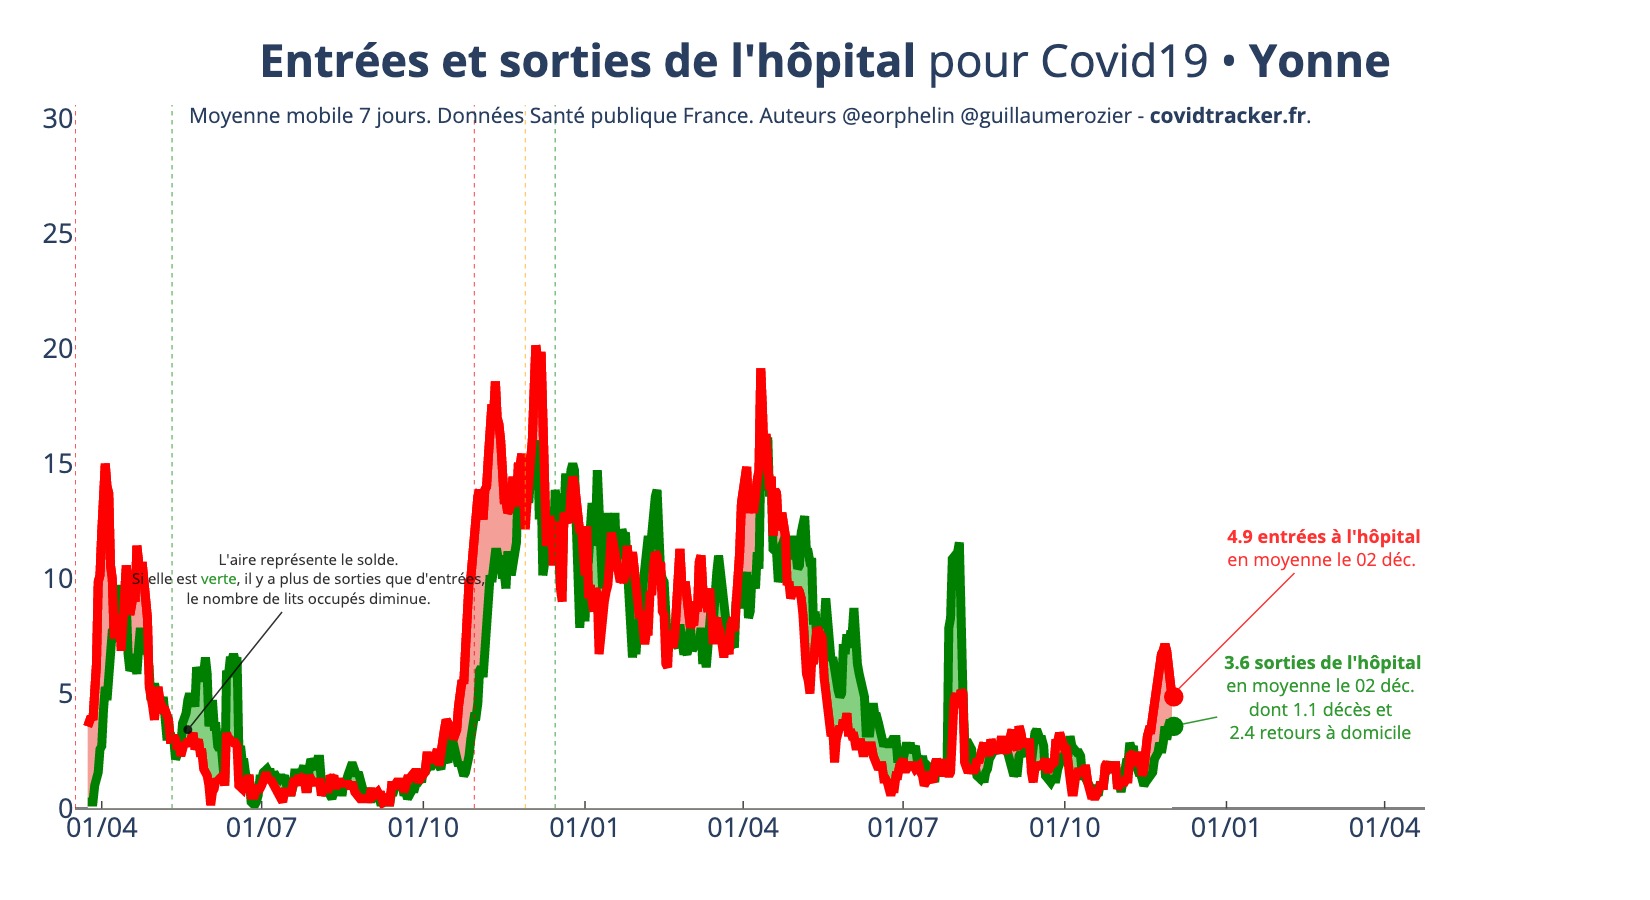 Entrées et sorties de l'hôpital pour Covid19 • Yonne
Moyenne mobile 7 jours. Données Santé publique France. Auteurs @eorphelin @guillaumerozier - covidtracker.fr.
30
25
20
15
10
5
0
L'aire représente le solde.
Si elle est verte, il y a plus de sorties que d'entrées,
le nombre de lits occupés diminue.
4.9 entrées à l'hôpital
en moyenne le 02 déc.
3.6 sorties de l'hôpital
en moyenne le 02 déc.
dont 1.1 décès et
2.4 retours à domicile
01/04 01/07 01/10 01/01 01/04 01/07 01/10 01/01 01/04